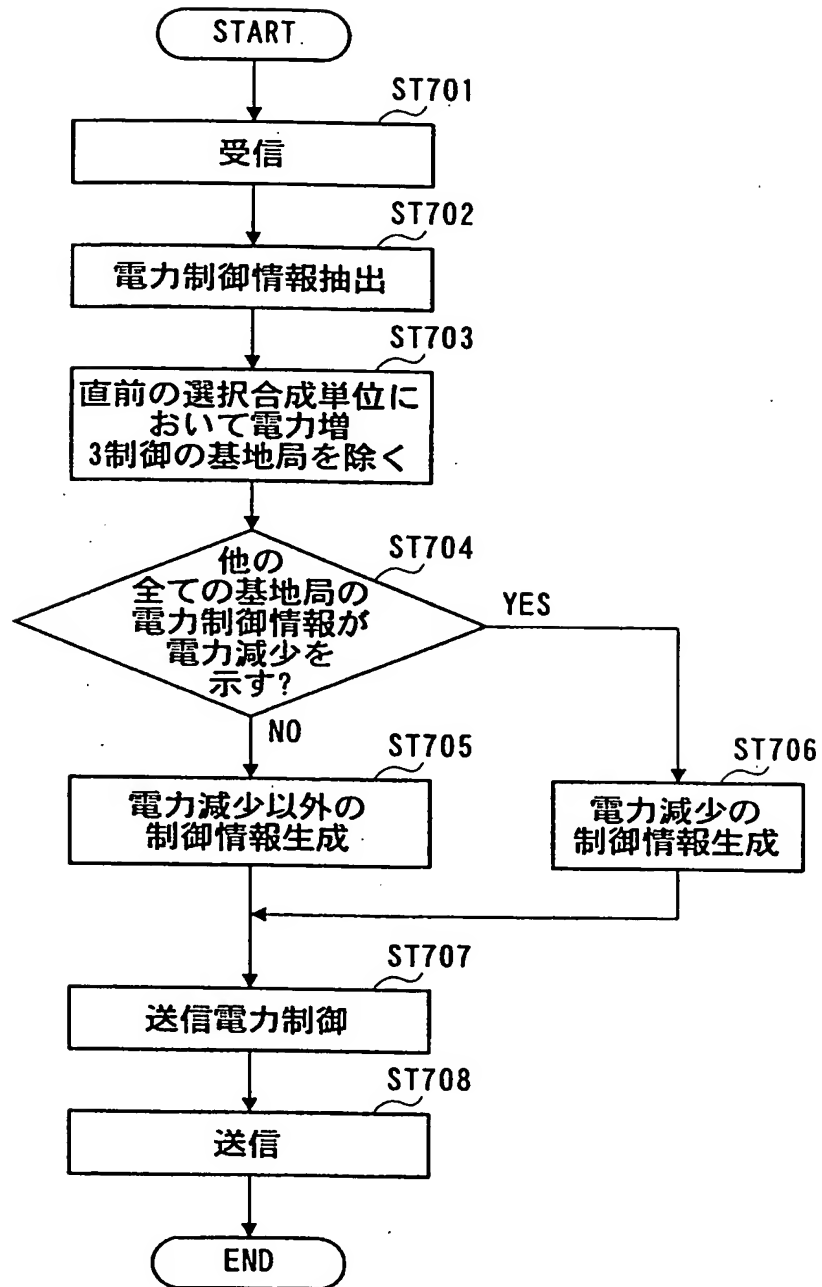 START
ST701
受信
ST702
電力制御情報抽出
ST703
直前の選択合成単位に
おいて電力増
3制御の基地局を除く
ST704
他の
全ての基地局の
電力制御情報が
電力減少を
示す?
YES
NO
ST705
電力減少以外の
制御情報生成
ST706
電力減少の
制御情報生成
ST707
送信電力制御
ST708
送信
END